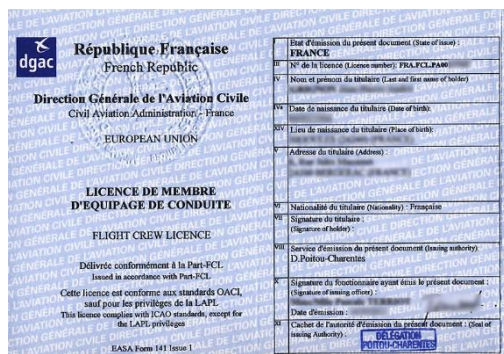 dgac
République Française
French Republic
Direction Générale de l'Aviation Civile
Civil Aviation Administration - France
EUROPEAN UNION
LICENCE DE MEMBRE
D'EQUIPAGE DE CONDUITE
FLIGHT CREW LICENCE
Délivrée conformément à la Part-FCL
Issued in accordance with Part-FCL
Cette licence est conforme aux standards OACI,
sauf pour les privilèges de la LAPL
This licence complies with ICAO standards, except for
the LAPL privileges
EASA Form 141 Issue 1
I Etat d'émission du présent document (State of issue) :
FRANCE
III N° de la licence (Licence number): FRA.FCL.PA00
IV Nom et prénom du titulaire (Last and first name of holder)
IVa Date de naissance du titulaire (Date of birth):
XIV Lieu de naissance du titulaire (Place of birth):
V Adresse du titulaire (Address) :
VI Nationalité du titulaire (Nationality) : Française
VII Signature du titulaire :
(Signature of holder) :
VIII Service d'émission du présent document (Issuing authority):
D.Poitou-Charentes
X Signature du fonctionnaire ayant émis le présent document :
(Signature of issuing officer) :
Date d'émission :
XI Cachet de l'autorité d'émission du présent document : (Seal of
issuing Authority) :
DÉLÉGATION
POITOU-CHARENTES